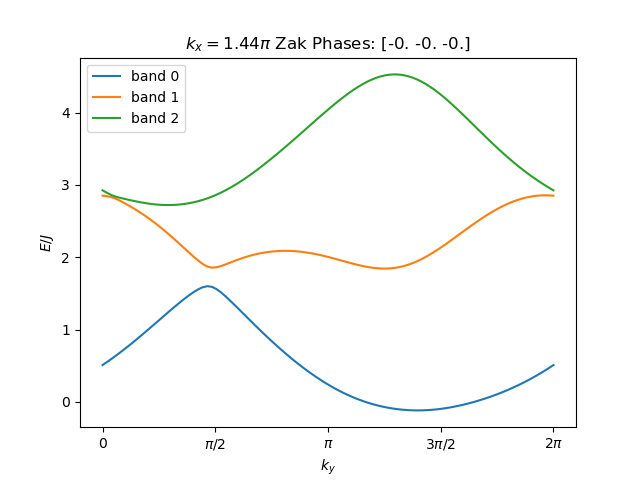 k_x = 1.44π Zak Phases: [-0. -0. -0.]
band 0
band 1
band 2
4
3
2
1
0
E/J
0 π/2 π 3π/2 2π
k_y